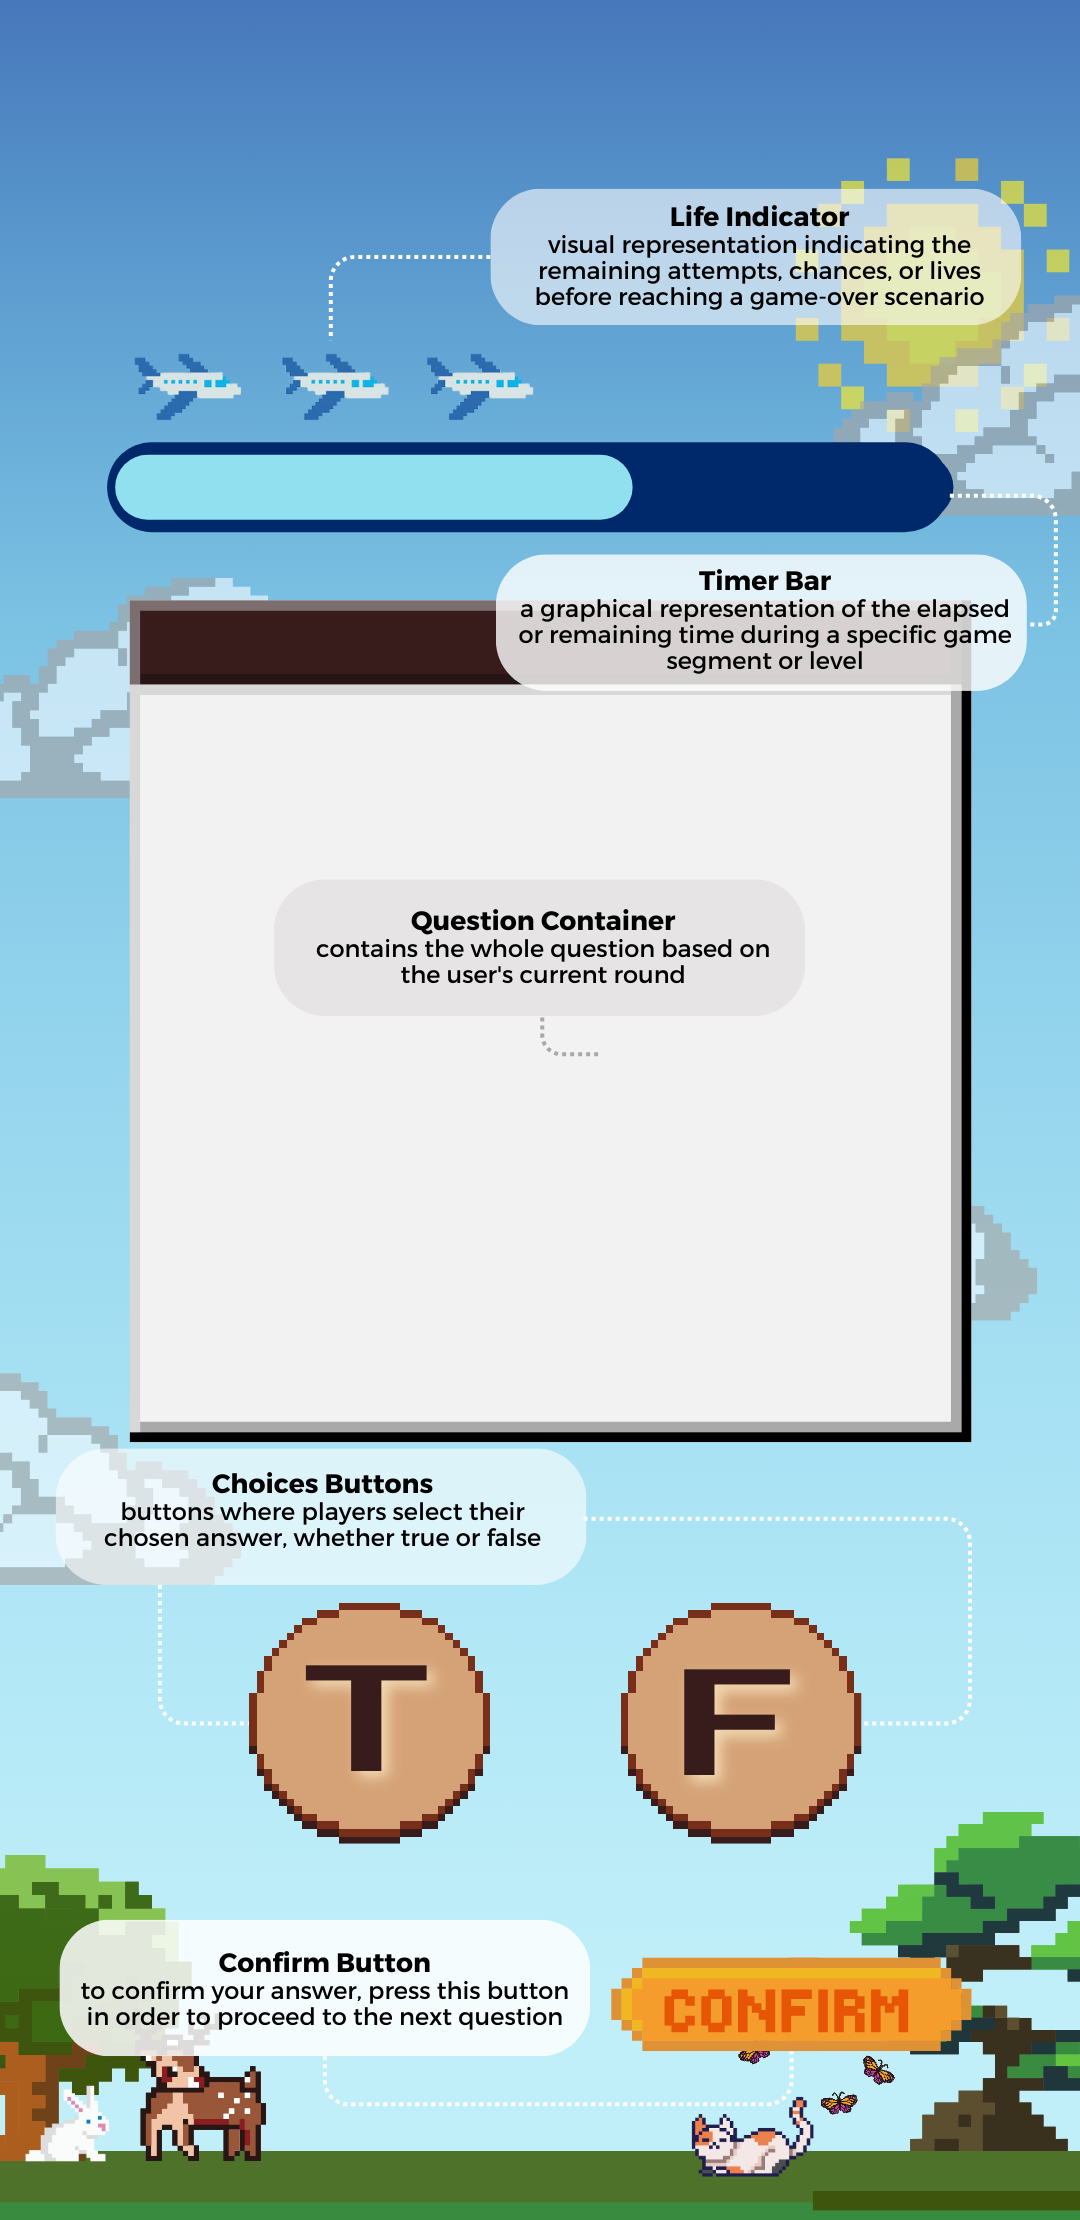 Life Indicator
visual representation indicating the
remaining attempts, chances, or lives
before reaching a game-over scenario
Timer Bar
a graphical representation of the elapsed
or remaining time during a specific game
segment or level
Question Container
contains the whole question based on
the user's current round
Choices Buttons
buttons where players select their
chosen answer, whether true or false
T F
Confirm Button
to confirm your answer, press this button
in order to proceed to the next question
CONFIRM